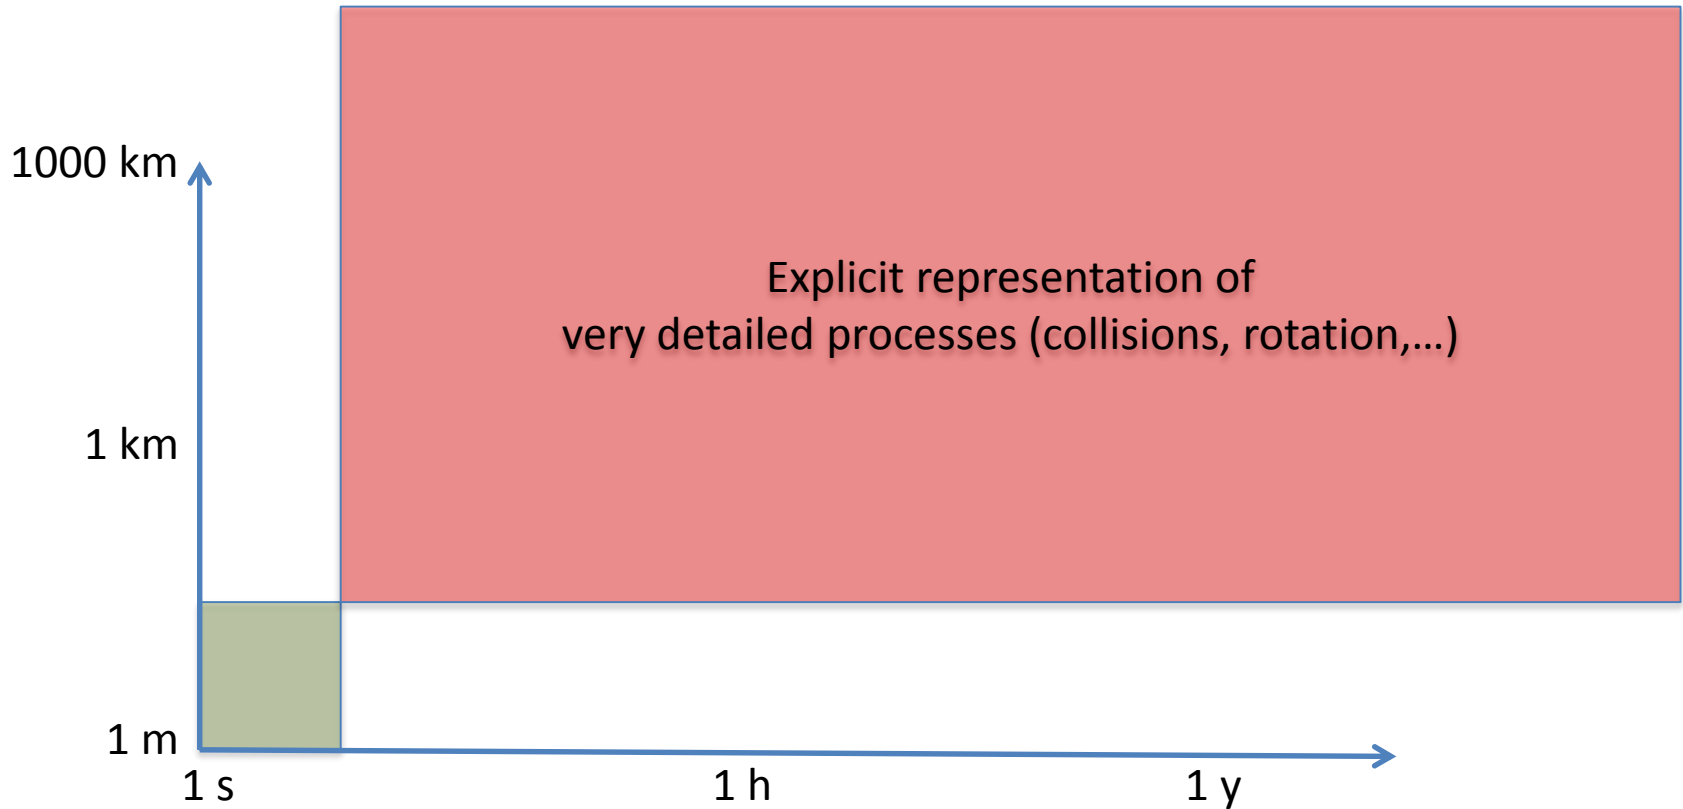 1000 km
Explicit representation of
very detailed processes (collisions, rotation,...)
1 km
1 m
1 s
1 h
1 y